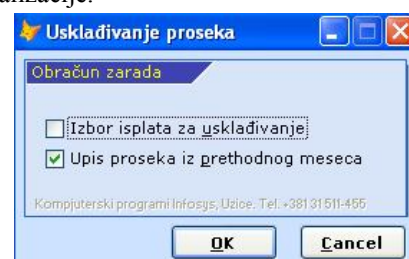 Usklađivanje proseka
Obračun zarada
Izbor isplata za usklađivanje
Upis proseka iz prethodnog meseca
Kompjuterski programi Infosys, Uzice. Tel. +381 31 511-455
OK
Cancel